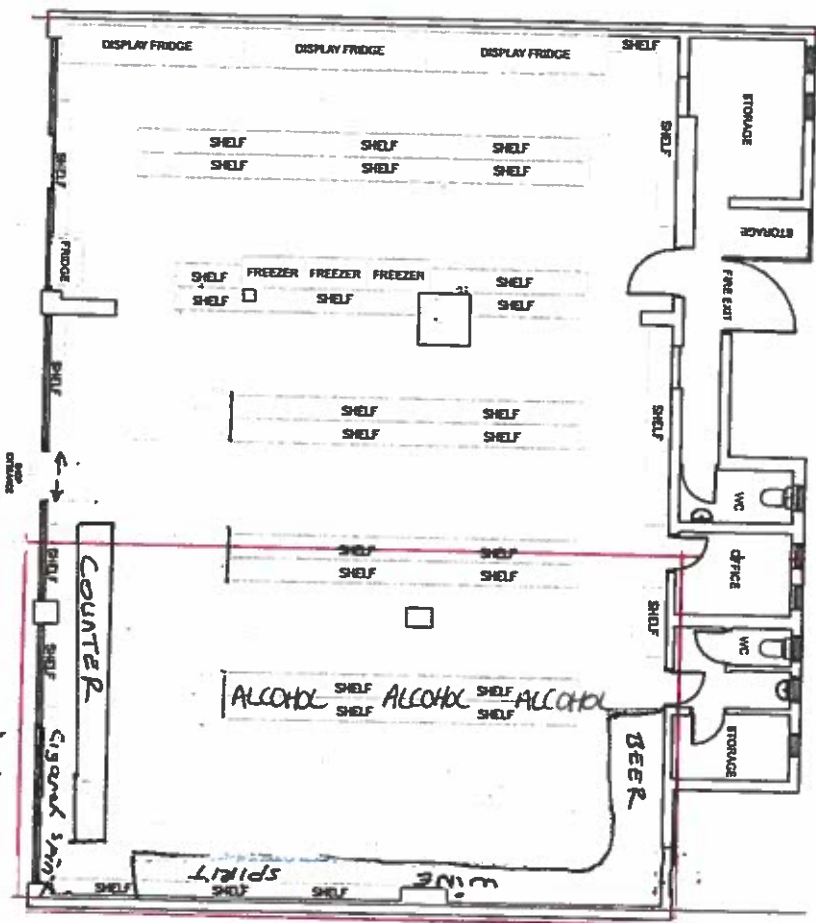 DISPLAY FRIDGE DISPLAY FRIDGE DISPLAY FRIDGE SHELF
STORAGE
SHELF
SHELF SHELF SHELF
SHELF SHELF SHELF
SHELF
STORAGE
FRIDGE
SHELF FREEZER FREEZER FREEZER SHELF
SHELF SHELF SHELF
FIRE EXIT
SHELF
SHELF SHELF
SHELF SHELF
SHELF
SHOP
ENTRANCE
WC
SHELF SHELF
SHELF SHELF
SHELF
COUNTER
OFFICE
SHELF
SHELF
WC
ALCOHOL SHELF ALCOHOL SHELF ALCOHOL
SHELF SHELF
BEER
STORAGE
SPIRIT
WINE
SHELF SHELF SHELF